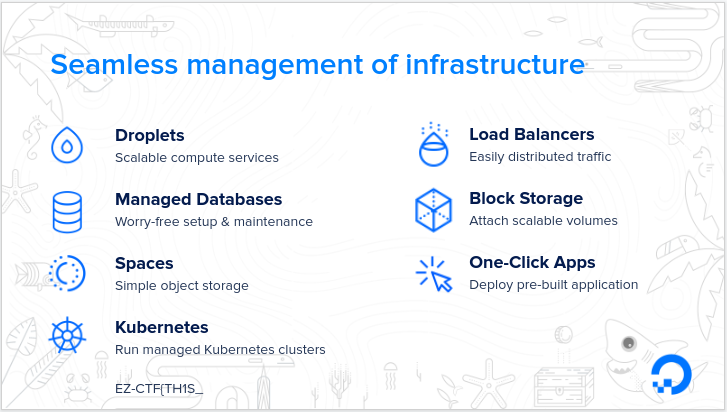 Seamless management of infrastructure
Droplets
Scalable compute services
Managed Databases
Worry-free setup & maintenance
Spaces
Simple object storage
Kubernetes
Run managed Kubernetes clusters
EZ-CTF{TH1S_
Load Balancers
Easily distributed traffic
Block Storage
Attach scalable volumes
One-Click Apps
Deploy pre-built application